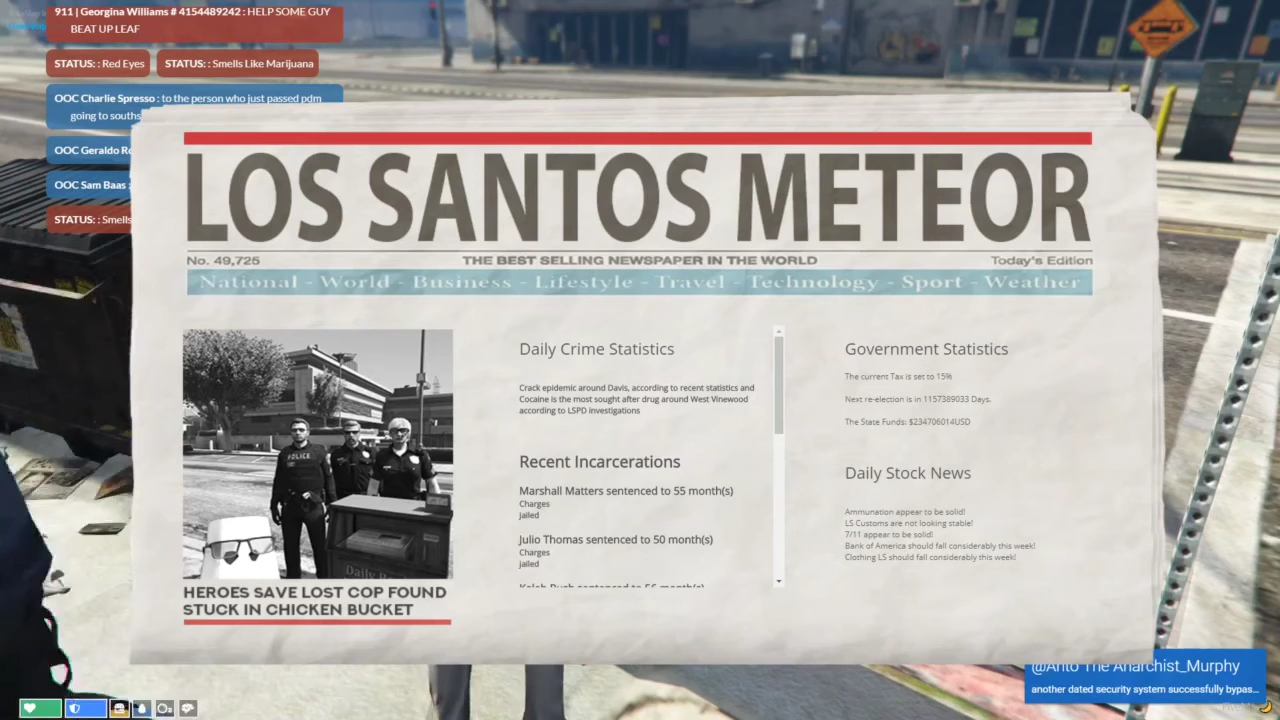 911 | Georgina Williams # 4154489242 : HELP SOME GUY
BEAT UP LEAF
STATUS: : Red Eyes
STATUS: : Smells Like Marijuana
OOC Charlie Spresso : to the person who just passed pdm
going to souths
OOC Geraldo Ro
OOC Sam Baas :
STATUS: : Smells
LOS SANTOS METEOR
No. 49,725
THE BEST SELLING NEWSPAPER IN THE WORLD
Today's Edition
National - World - Business - Lifestyle - Travel - Technology - Sport - Weather
POLICE
Daily
HEROES SAVE LOST COP FOUND
STUCK IN CHICKEN BUCKET
Daily Crime Statistics
Crack epidemic around Davis, according to recent statistics and
Cocaine is the most sought after drug around West Vinewood
according to LSPD investigations
Recent Incarcerations
Marshall Matters sentenced to 55 month(s)
Charges
Jailed
Julio Thomas sentenced to 50 month(s)
Charges
Jailed
Government Statistics
The current Tax is set to 15%
Next re-election is in 1157389033 Days.
The State Funds: $234706014USD
Daily Stock News
Ammunation appear to be solid!
LS Customs are not looking stable!
7/11 appear to be solid!
Bank of America should fall considerably this week!
Clothing LS should fall considerably this week!
@Anto The Anarchist_Murphy
another dated security system successfully bypas...